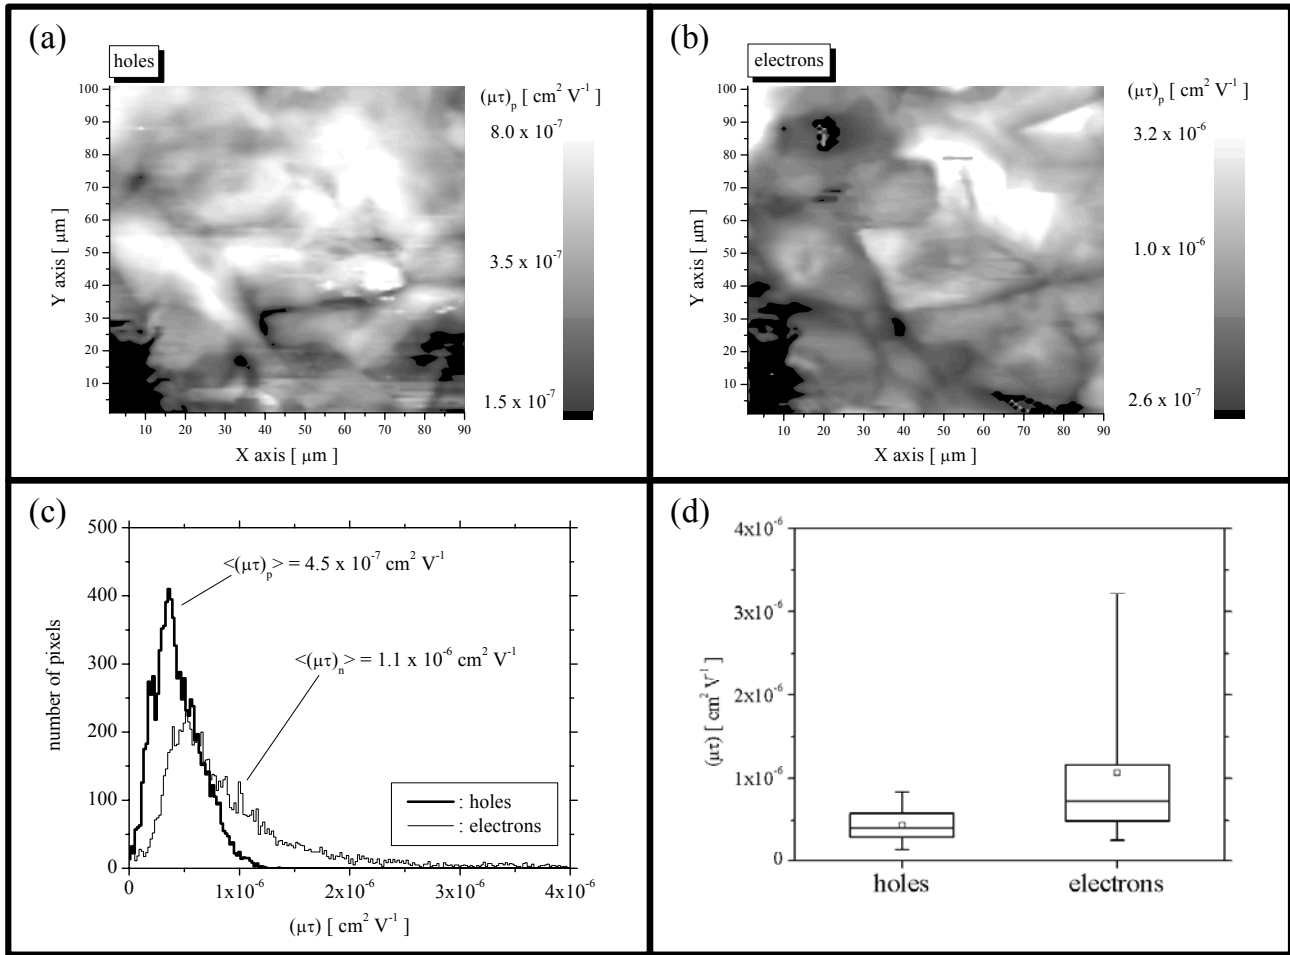 (a)
holes
(μτ)p [ cm² V⁻¹]
8.0 x 10⁻⁷
3.5 x 10⁻⁷
1.5 x 10⁻⁷
Y axis [ μm ]
100
90
80
70
60
50
40
30
20
10
10 20 30 40 50 60 70 80 90
X axis [ μm ]
(b)
electrons
(μτ)p [ cm² V⁻¹]
3.2 x 10⁻⁶
1.0 x 10⁻⁶
2.6 x 10⁻⁷
Y axis [ μm ]
100
90
80
70
60
50
40
30
20
10
10 20 30 40 50 60 70 80 90
X axis [ μm ]
(c)
number of pixels
500
400
300
200
100
0
<(μτ)p> = 4.5 x 10⁻⁷ cm² V⁻¹
<(μτ)n> = 1.1 x 10⁻⁶ cm² V⁻¹
: holes
: electrons
0 1x10⁻⁶ 2x10⁻⁶ 3x10⁻⁶ 4x10⁻⁶
(μτ) [ cm² V⁻¹ ]
(d)
(μτ) [ cm² V⁻¹ ]
4x10⁻⁶
3x10⁻⁶
2x10⁻⁶
1x10⁻⁶
0
holes electrons